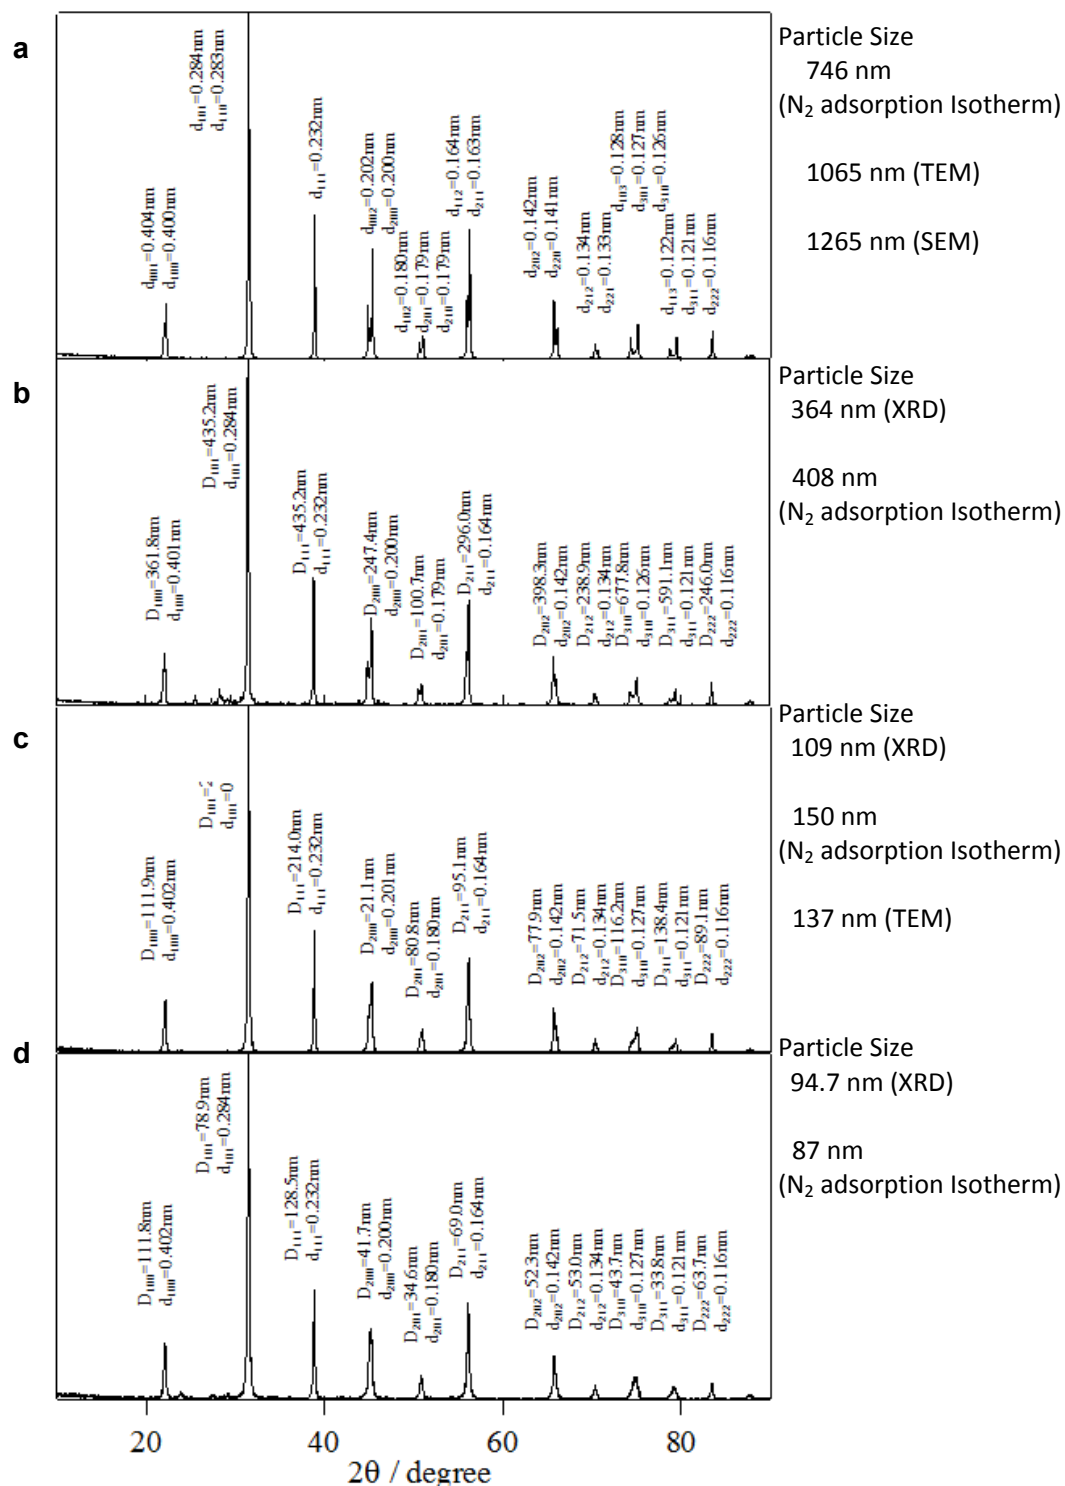 a
d₁₀₁=0.284nm
d₁₁₀=0.283nm
d₀₀₁=0.404nm
d₁₀₀=0.400nm
d₁₁₁=0.232nm
d₀₀₂=0.202nm
d₂₀₀=0.200nm
d₁₀₂=0.180nm
d₂₀₁=0.179nm
d₂₁₀=0.179nm
d₁₁₂=0.164nm
d₂₁₁=0.163nm
d₂₀₂=0.142nm
d₂₂₀=0.141nm
d₂₁₂=0.134nm
d₂₂₁=0.133nm
d₁₀₃=0.128nm
d₃₀₁=0.127nm
d₃₁₀=0.126nm
d₁₁₃=0.122nm
d₃₁₁=0.121nm
d₂₂₂=0.116nm
Particle Size
746 nm
(N₂ adsorption Isotherm)
1065 nm (TEM)
1265 nm (SEM)
b
D₁₀₀=361.8nm
d₁₀₀=0.401nm
D₁₀₁=435.2nm
d₁₀₁=0.284nm
D₁₁₁=435.2nm
d₁₁₁=0.232nm
D₂₀₀=247.4nm
d₂₀₀=0.200nm
D₂₀₁=100.7nm
d₂₀₁=0.179nm
D₂₁₁=296.0nm
d₂₁₁=0.164nm
D₂₀₂=398.3nm
d₂₀₂=0.142nm
D₂₁₂=238.9nm
d₂₁₂=0.134nm
D₃₁₀=677.8nm
d₃₁₀=0.126nm
D₃₁₁=591.1nm
d₃₁₁=0.121nm
D₂₂₂=246.0nm
d₂₂₂=0.116nm
Particle Size
364 nm (XRD)
408 nm
(N₂ adsorption Isotherm)
c
D₁₀₀=111.9nm
d₁₀₀=0.402nm
D₁₀₁=
d₁₀₁=0
D₁₁₁=214.0nm
d₁₁₁=0.232nm
D₂₀₀=21.1nm
d₂₀₀=0.201nm
D₂₀₁=80.8nm
d₂₀₁=0.180nm
D₂₁₁=95.1nm
d₂₁₁=0.164nm
D₂₀₂=77.9nm
d₂₀₂=0.142nm
D₂₁₂=71.5nm
d₂₁₂=0.134nm
D₃₁₀=116.2nm
d₃₁₀=0.127nm
D₃₁₁=138.4nm
d₃₁₁=0.121nm
D₂₂₂=89.1nm
d₂₂₂=0.116nm
Particle Size
109 nm (XRD)
150 nm
(N₂ adsorption Isotherm)
137 nm (TEM)
d
D₁₀₀=111.8nm
d₁₀₀=0.402nm
D₁₀₁=78.9nm
d₁₀₁=0.284nm
D₁₁₁=128.5nm
d₁₁₁=0.232nm
D₂₀₀=41.7nm
d₂₀₀=0.200nm
D₂₀₁=34.6nm
d₂₀₁=0.180nm
D₂₁₁=69.0nm
d₂₁₁=0.164nm
D₂₀₂=52.3nm
d₂₀₂=0.142nm
D₂₁₂=53.0nm
d₂₁₂=0.134nm
D₃₁₀=43.7nm
d₃₁₀=0.127nm
D₃₁₁=33.8nm
d₃₁₁=0.121nm
D₂₂₂=63.7nm
d₂₂₂=0.116nm
Particle Size
94.7 nm (XRD)
87 nm
(N₂ adsorption Isotherm)
20 40 60 80
2θ / degree